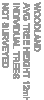 WOODLAND
AVG TREE HEIGHT 12m
INDIVIDUAL TREES
NOT SURVEYED